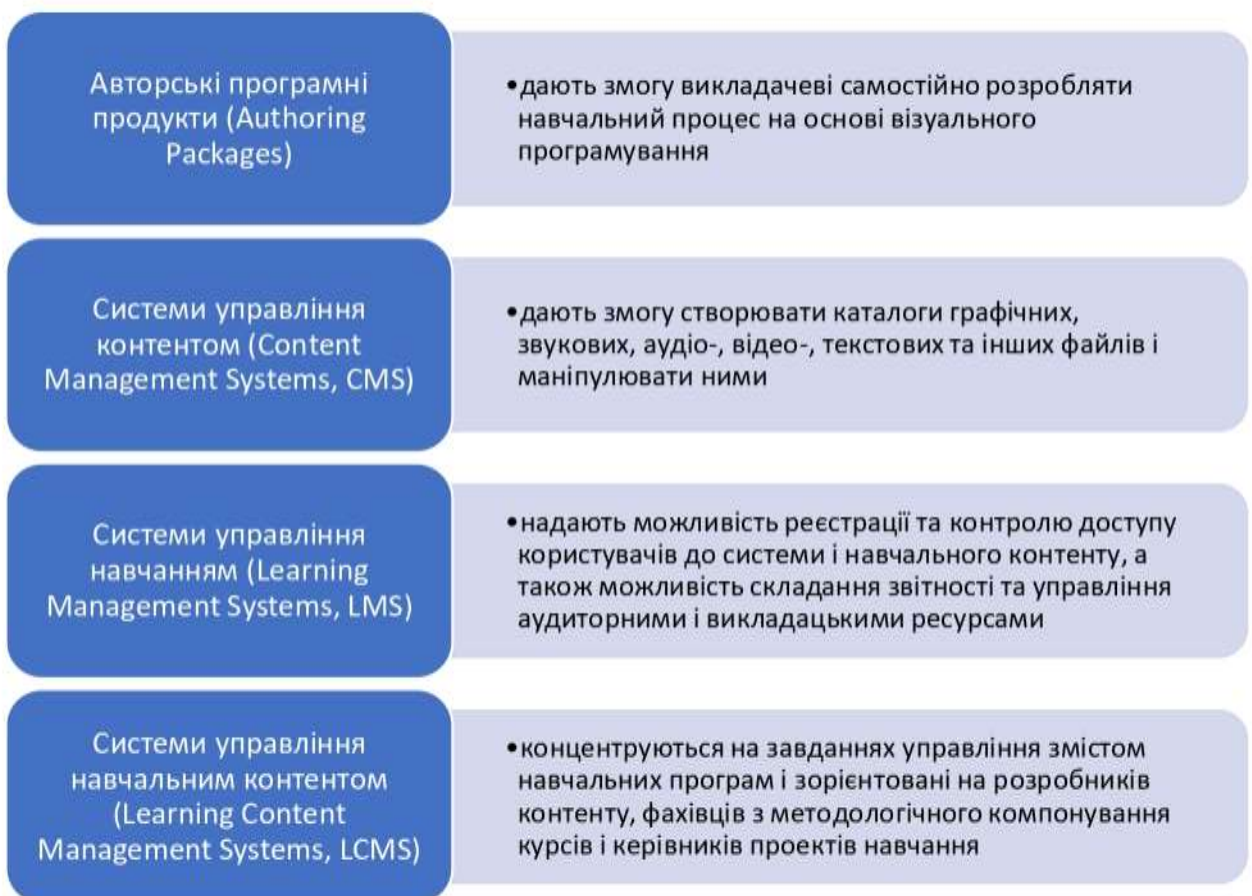 Авторські програмні
продукти (Authoring
Packages)
•дають змогу викладачеві самостійно розробляти
навчальний процес на основі візуального
програмування
Системи управління
контентом (Content
Management Systems, CMS)
•дають змогу створювати каталоги графічних,
звукових, аудіо-, відео-, текстових та інших файлів і
маніпулювати ними
Системи управління
навчанням (Learning
Management Systems, LMS)
•надають можливість реєстрації та контролю доступу
користувачів до системи і навчального контенту, а
також можливість складання звітності та управління
аудиторними і викладацькими ресурсами
Системи управління
навчальним контентом
(Learning Content
Management Systems, LCMS)
•концентруються на завданнях управління змістом
навчальних програм і зорієнтовані на розробників
контенту, фахівців з методологічного компонування
курсів і керівників проектів навчання